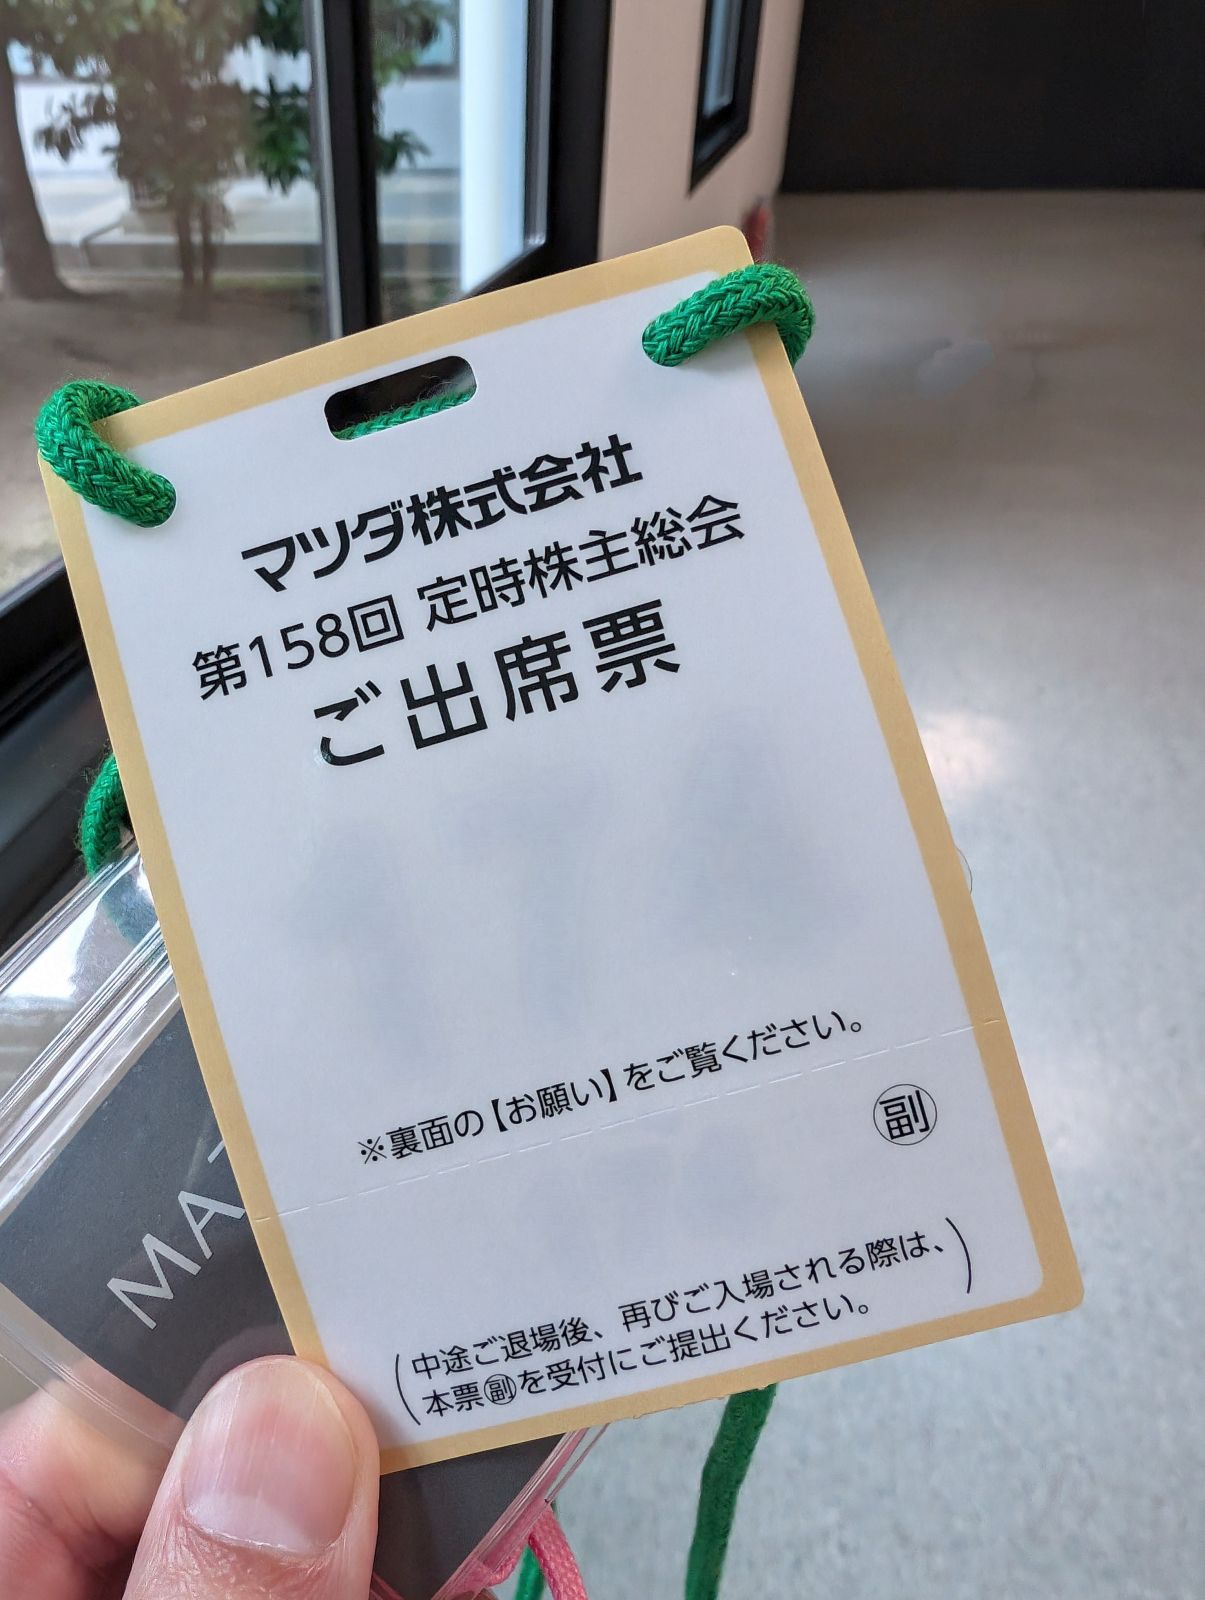 マツダ株式会社
第158回 定時株主総会
ご出席票
※裏面の【お願い】をご覧ください。
副
(中途ご退場後、再びご入場される際は、
本票副を受付にご提出ください。)
MA